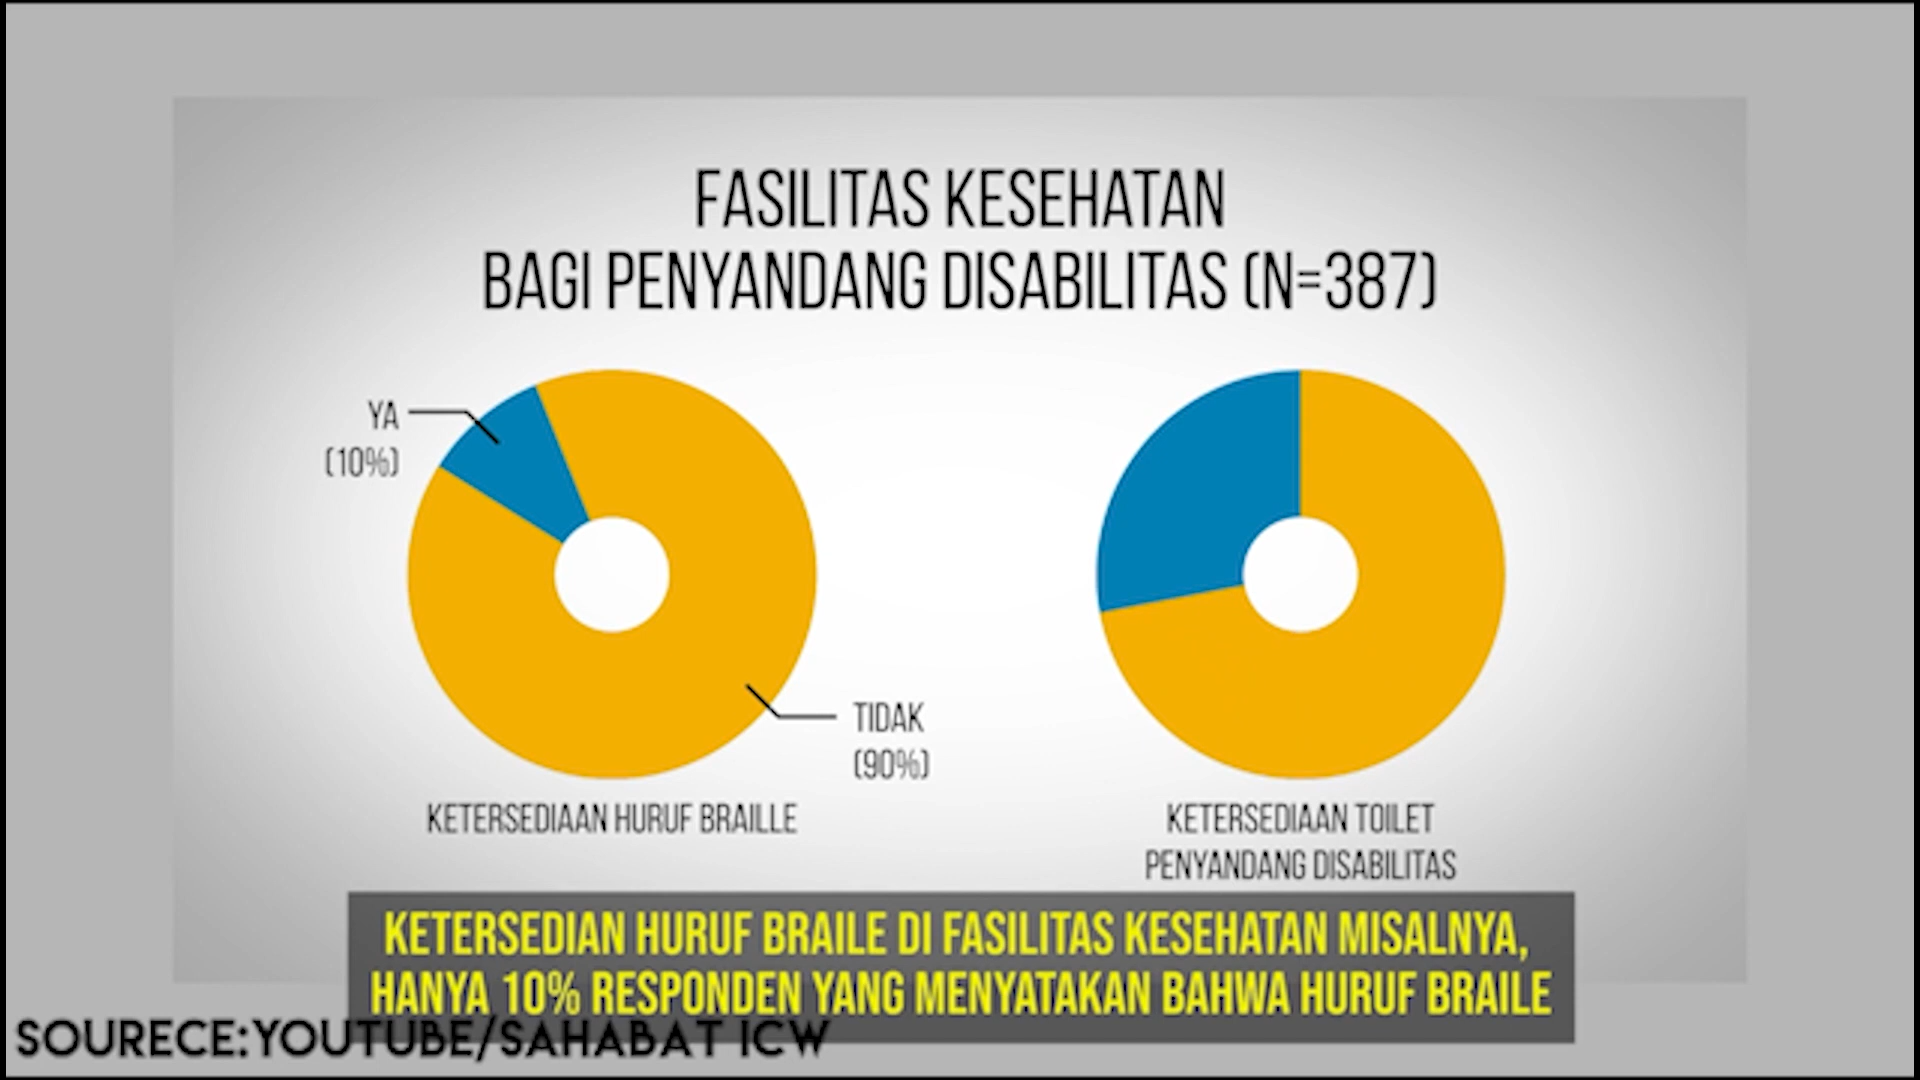 FASILITAS KESEHATAN
BAGI PENYANDANG DISABILITAS (N=387)
YA
(10%)
TIDAK
(90%)
KETERSEDIAAN HURUF BRAILLE
KETERSEDIAAN TOILET
PENYANDANG DISABILITAS
KETERSEDIAN HURUF BRAILE DI FASILITAS KESEHATAN MISALNYA,
HANYA 10% RESPONDEN YANG MENYATAKAN BAHWA HURUF BRAILE
SOURECE:YOUTUBE/SAHABAT ICW